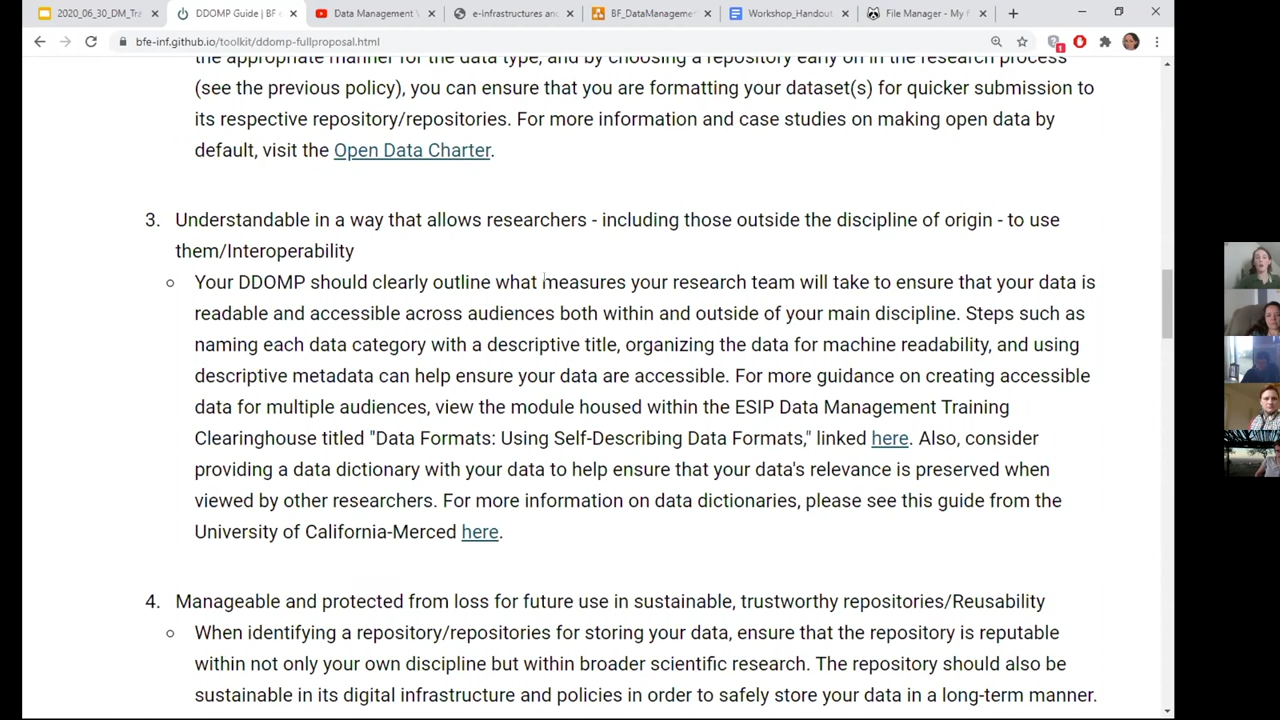 2020_06_30_DM_Tra
DDOMP Guide | BF
Data Management
e-Infrastructures an
BF_DataManageme
Workshop_Handout
File Manager - My f
bfe-inf.github.io/toolkit/ddomp-fullproposal.html
1
the appropriate manner for the data type, and by choosing a repository early on in the research process
(see the previous policy), you can ensure that you are formatting your dataset(s) for quicker submission to
its respective repository/repositories. For more information and case studies on making open data by
default, visit the Open Data Charter.
3. Understandable in a way that allows researchers - including those outside the discipline of origin - to use
them/Interoperability
Your DDOMP should clearly outline what measures your research team will take to ensure that your data is
readable and accessible across audiences both within and outside of your main discipline. Steps such as
naming each data category with a descriptive title, organizing the data for machine readability, and using
descriptive metadata can help ensure your data are accessible. For more guidance on creating accessible
data for multiple audiences, view the module housed within the ESIP Data Management Training
Clearinghouse titled "Data Formats: Using Self-Describing Data Formats," linked here. Also, consider
providing a data dictionary with your data to help ensure that your data's relevance is preserved when
viewed by other researchers. For more information on data dictionaries, please see this guide from the
University of California-Merced here.
4. Manageable and protected from loss for future use in sustainable, trustworthy repositories/Reusability
When identifying a repository/repositories for storing your data, ensure that the repository is reputable
within not only your own discipline but within broader scientific research. The repository should also be
sustainable in its digital infrastructure and policies in order to safely store your data in a long-term manner.